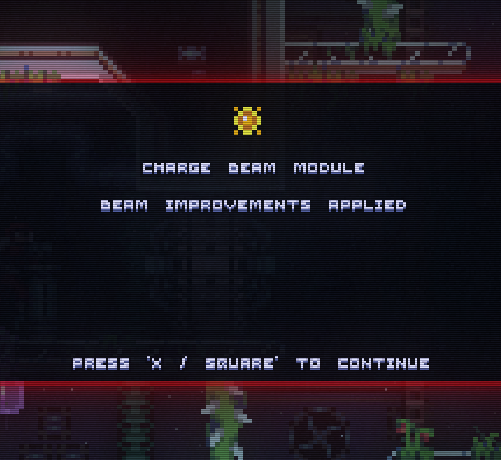 CHARGE BEAM MODULE
BEAM IMPROVEMENTS APPLIED
PRESS 'X / SQUARE' TO CONTINUE